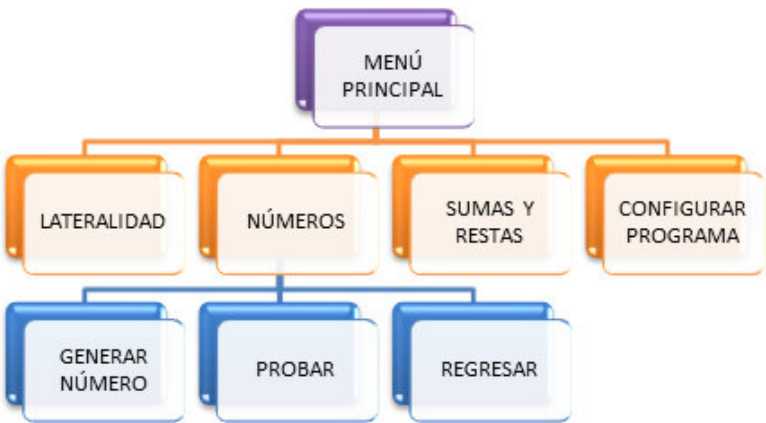 MENÚ
PRINCIPAL
LATERALIDAD
NÚMEROS
SUMAS Y
RESTAS
CONFIGURAR
PROGRAMA
GENERAR
NÚMERO
PROBAR
REGRESAR